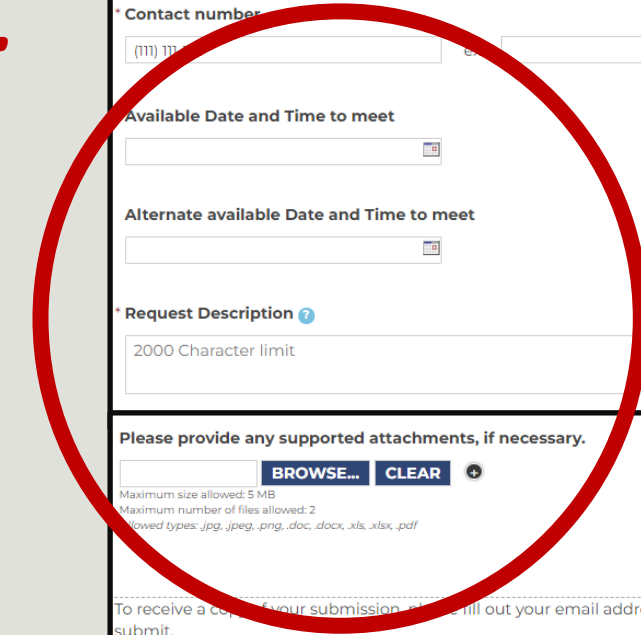 * Contact number
(111) 111
Available Date and Time to meet
Alternate available Date and Time to meet
* Request Description ?
2000 Character limit
Please provide any supported attachments, if necessary.
BROWSE... CLEAR +
Maximum size allowed: 5 MB
Maximum number of files allowed: 2
Allowed types: .jpg, .jpeg, .png, .doc, .docx, .xls, .xlsx, .pdf
To receive a copy of your submission, please fill out your email addre
submit.